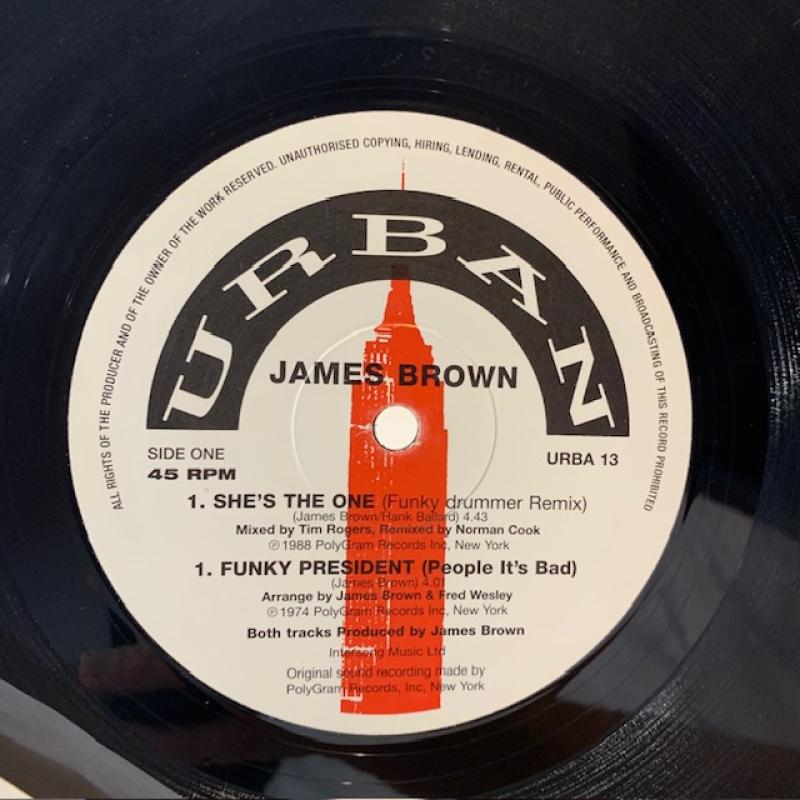 ALL RIGHTS OF THE PRODUCER AND OF THE OWNER OF THE WORK RESERVED. UNAUTHORISED COPYING, HIRING, LENDING, RENTAL, PUBLIC PERFORMANCE AND BROADCASTING OF THIS RECORD PROHIBITED
URBAN
JAMES BROWN
SIDE ONE
45 RPM
URBA 13
1. SHE'S THE ONE (Funky drummer Remix)
(James Brown/Hank Ballard) 4.43
Mixed by Tim Rogers, Remixed by Norman Cook
℗1988 PolyGram Records Inc, New York
1. FUNKY PRESIDENT (People It's Bad)
(James Brown) 4.01
Arrange by James Brown & Fred Wesley
℗1974 PolyGram Records Inc, New York
Both tracks Produced by James Brown
Intersong Music Ltd
Original sound recording made by
PolyGram Records, Inc, New York